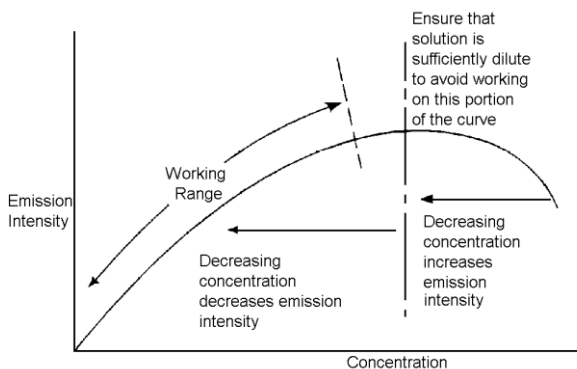 Ensure that
solution is
sufficiently dilute
to avoid working
on this portion
of the curve
Working
Range
Emission
Intensity
Decreasing
concentration
decreases emission
intensity
Decreasing
concentration
increases
emission
intensity
Concentration